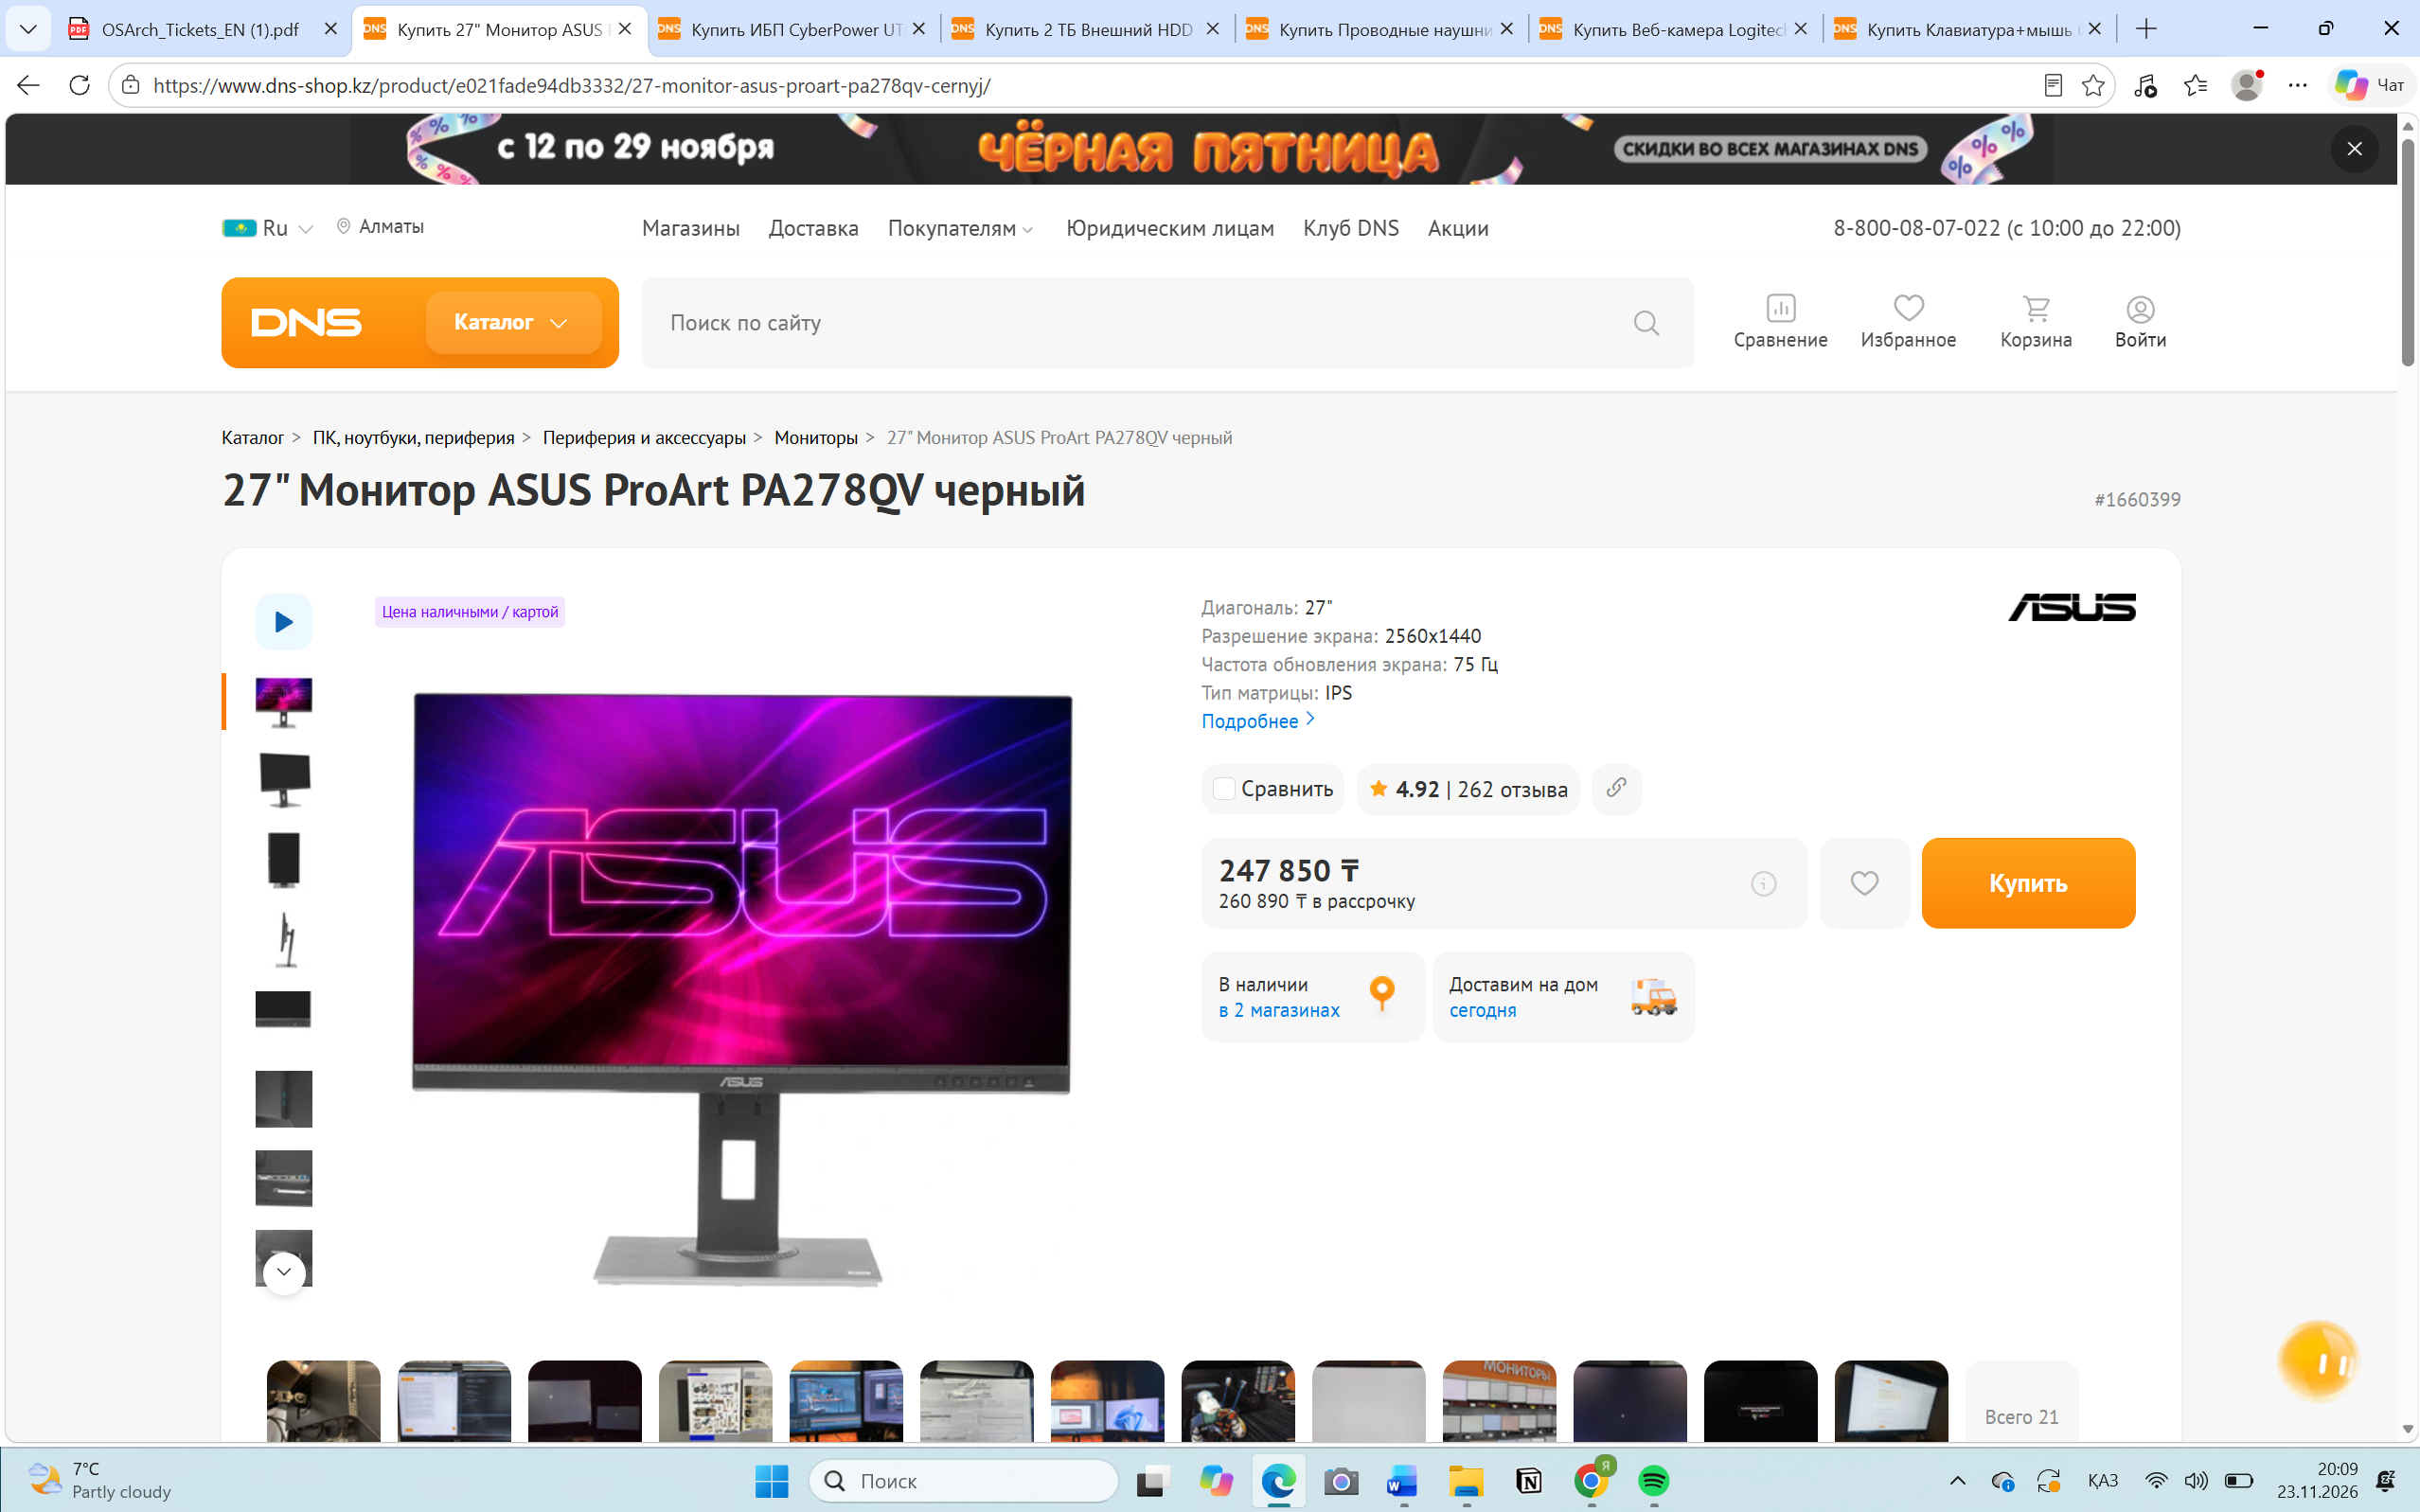 OSArch_Tickets_EN (1).pdf
Купить 27" Монитор ASUS
Купить ИБП CyberPower UT
Купить 2 ТБ Внешний HDD
Купить Проводные наушни
Купить Веб-камера Logitech
Купить Клавиатура+мышь
https://www.dns-shop.kz/product/e021fade94db3332/27-monitor-asus-proart-pa278qv-cernyj/
Чат
с 12 по 29 ноября
ЧЁРНАЯ ПЯТНИЦА
СКИДКИ ВО ВСЕХ МАГАЗИНАХ DNS
Ru
Алматы
Магазины
Доставка
Покупателям
Юридическим лицам
Клуб DNS
Акции
8-800-08-07-022 (с 10:00 до 22:00)
DNS
Каталог
Поиск по сайту
Сравнение
Избранное
Корзина
Войти
Каталог > ПК, ноутбуки, периферия > Периферия и аксессуары > Мониторы > 27" Монитор ASUS ProArt PA278QV черный
27" Монитор ASUS ProArt PA278QV черный
#1660399
Цена наличными / картой
Диагональ: 27"
Разрешение экрана: 2560x1440
Частота обновления экрана: 75 Гц
Тип матрицы: IPS
Подробнее
ASUS
Сравнить
4.92 | 262 отзыва
247 850 ₸
260 890 ₸ в рассрочку
Купить
В наличии
в 2 магазинах
Доставим на дом
сегодня
ASUS
ASUS
МОНИТОРЫ
Всего 21
7°C
Partly cloudy
Поиск
ҚАЗ
20:09
23.11.2026